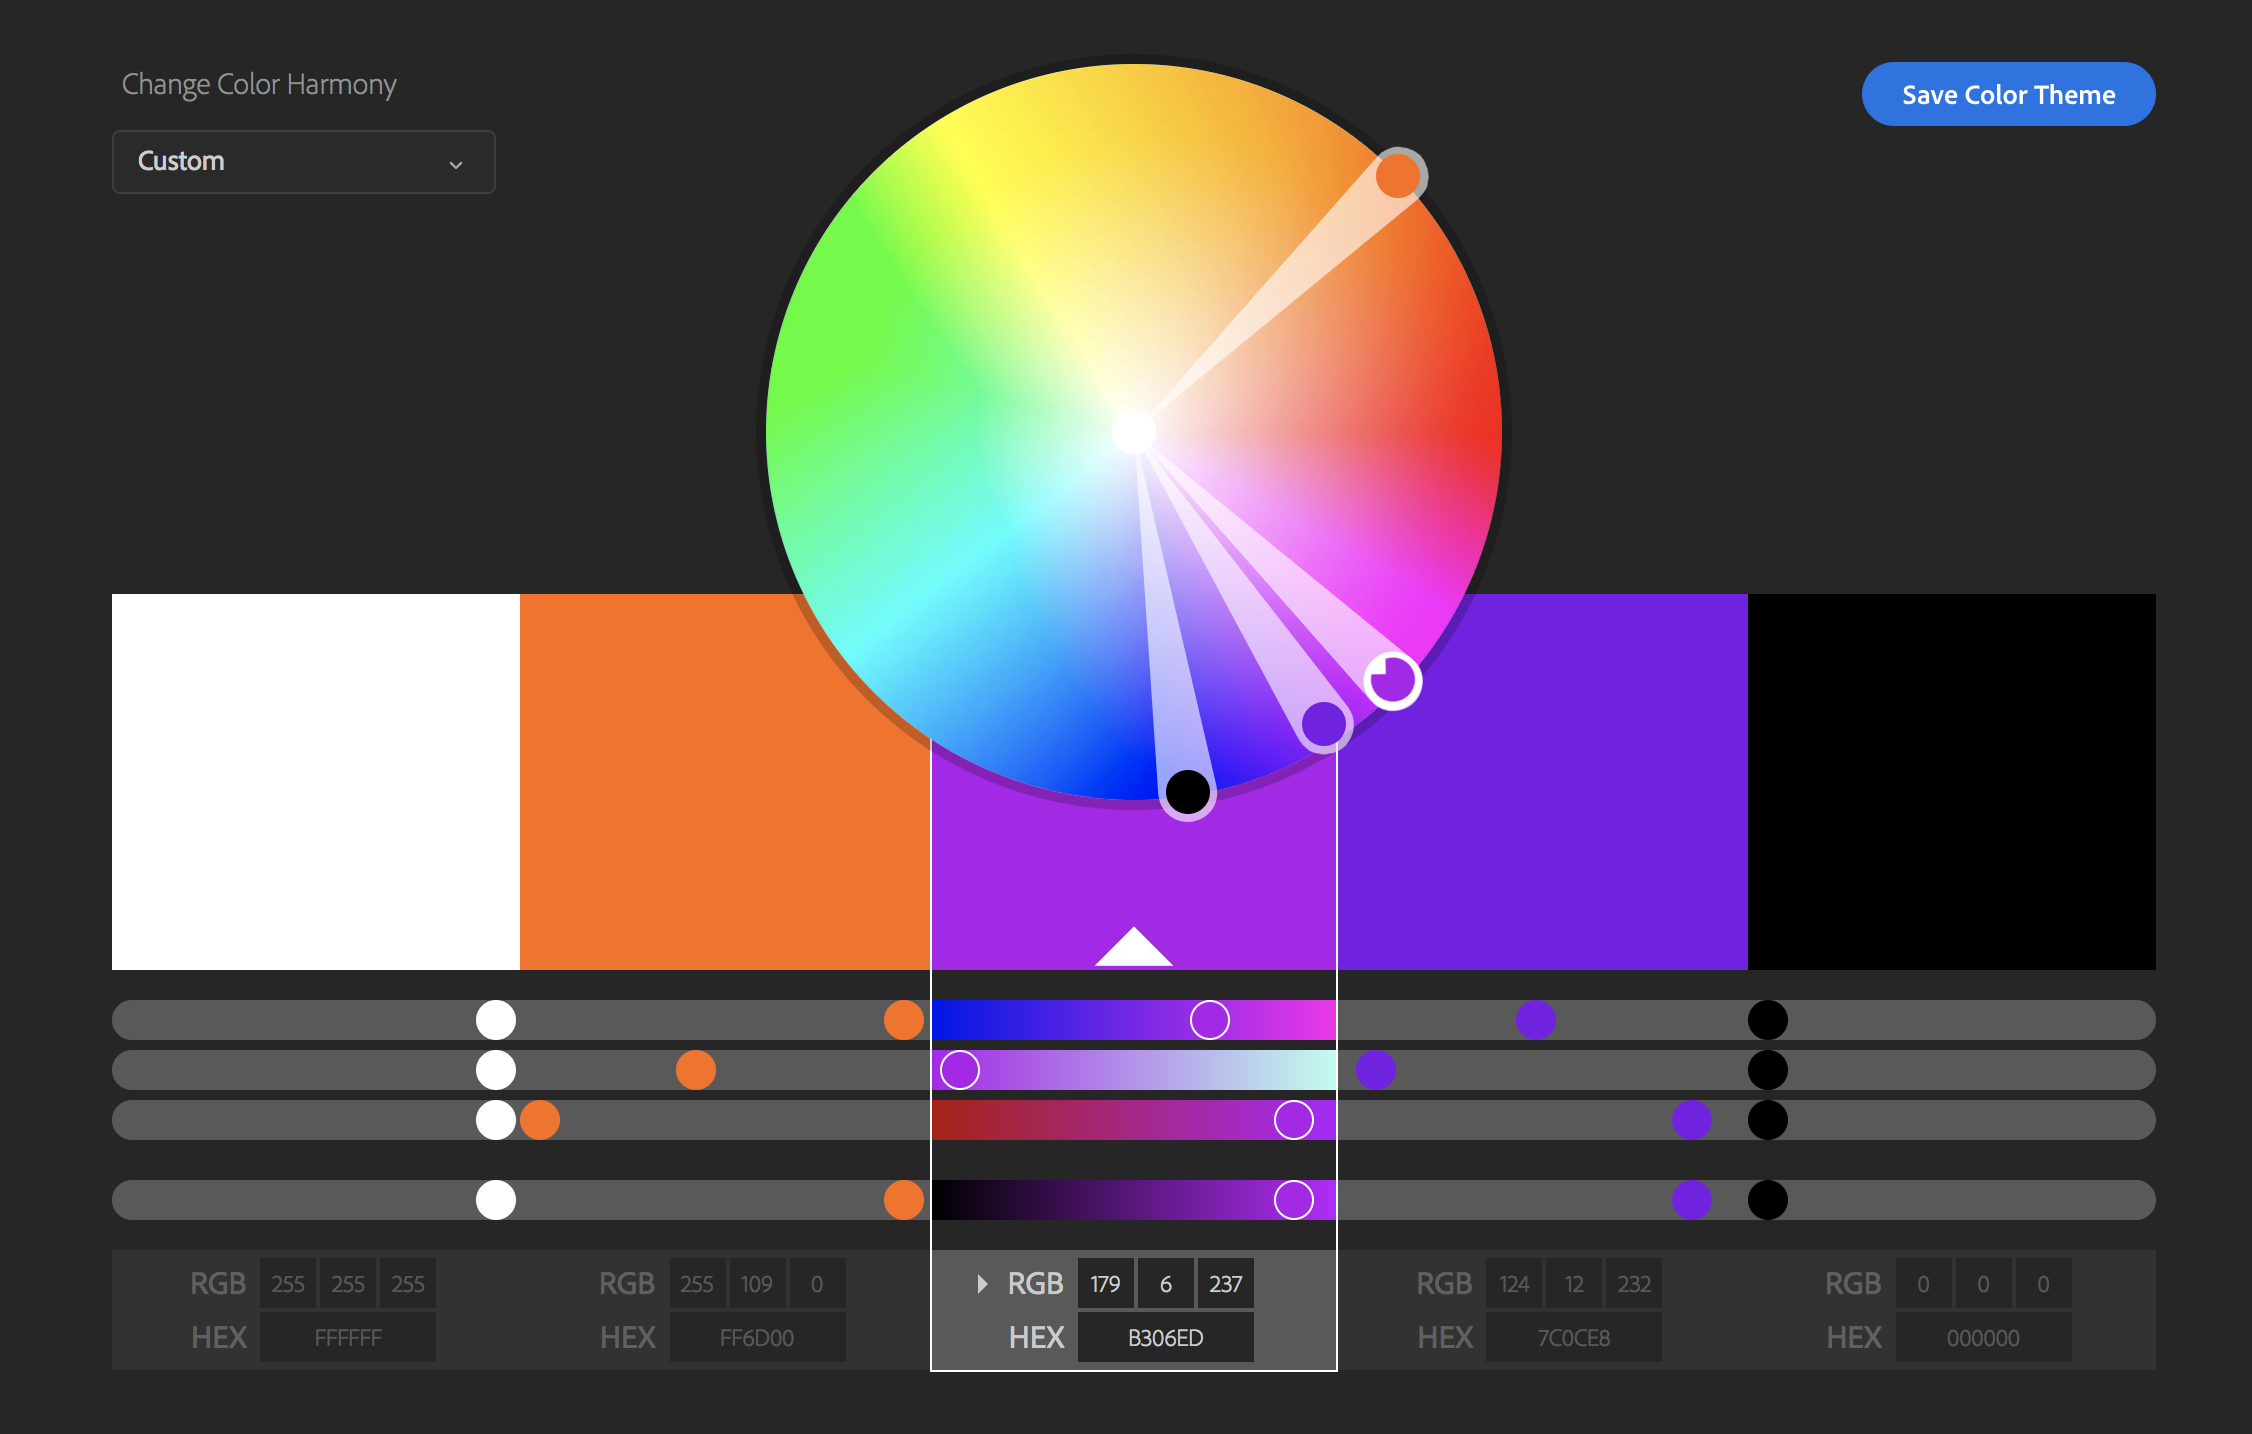 Change Color Harmony
Save Color Theme
Custom
RGB 255 255 255
HEX FFFFFF
RGB 255 109 0
HEX FF6D00
RGB 179 6 237
HEX B306ED
RGB 124 12 232
HEX 7C0CE8
RGB 0 0 0
HEX 000000